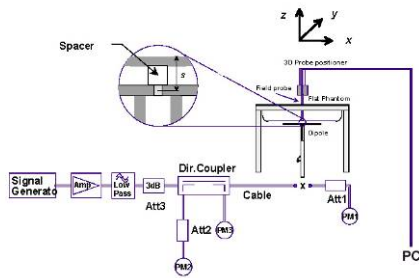 z
y
x
Spacer
s
3D Probe positioner
Field probe
Flat Phantom
Dipole
Dir.Coupler
Signal
Generato
Amp
Low
Pass
3dB
Att3
Cable
x
Att1
PM1
Att2
PM3
PM2
PC